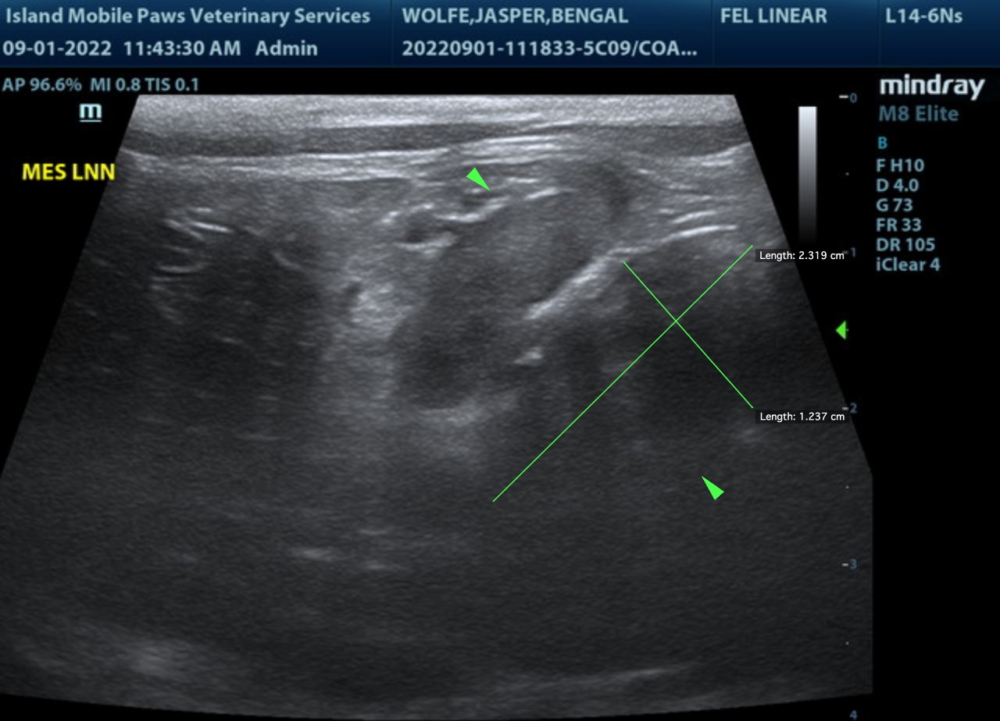 Island Mobile Paws Veterinary Services
WOLFE,JASPER,BENGAL
FEL LINEAR
L14-6Ns
09-01-2022 11:43:30 AM Admin
20220901-111833-5C09/COA...
AP 96.6% MI 0.8 TIS 0.1
m
mindray
M8 Elite
MES LNN
B
F H10
D 4.0
G 73
FR 33
DR 105
iClear 4
0
1
Length: 2.319 cm
2
Length: 1.237 cm
3
4